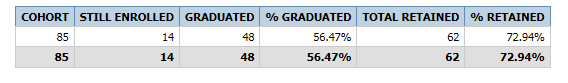 COHORT STILL ENROLLED GRADUATED % GRADUATED TOTAL RETAINED % RETAINED
85 14 48 56.47% 62 72.94%
85 14 48 56.47% 62 72.94%